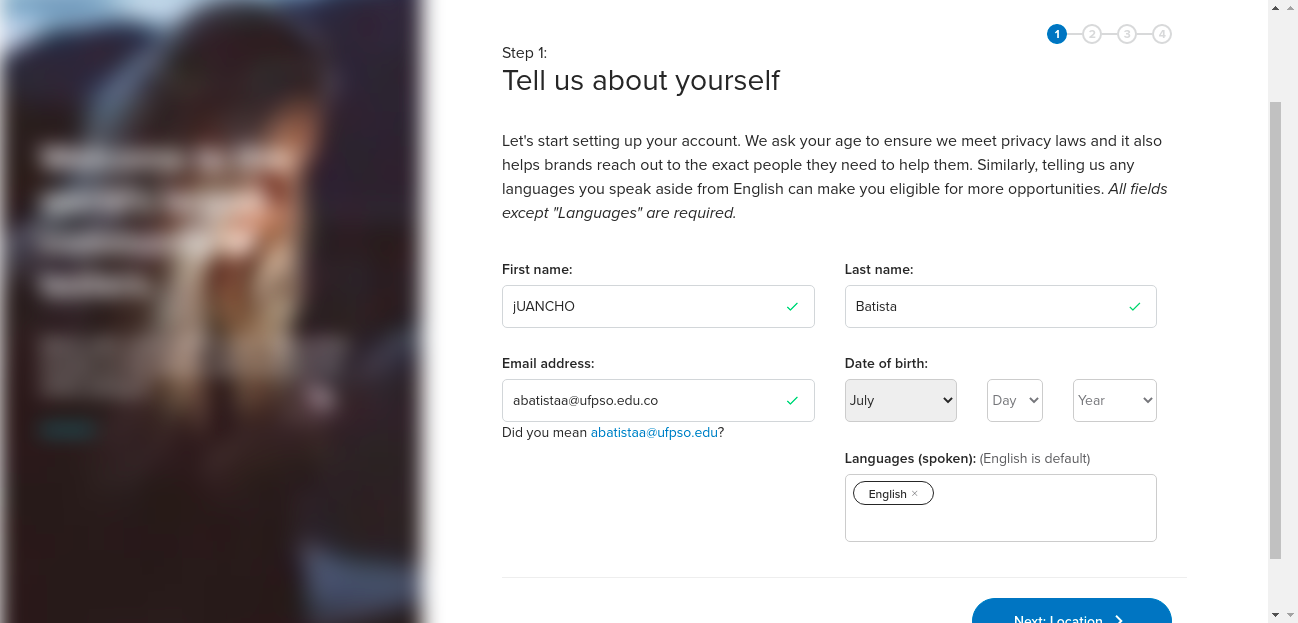 1 2 3 4
Step 1:
Tell us about yourself
Let's start setting up your account. We ask your age to ensure we meet privacy laws and it also
helps brands reach out to the exact people they need to help them. Similarly, telling us any
languages you speak aside from English can make you eligible for more opportunities. All fields
except "Languages" are required.
First name: Last name:
jUANCHO Batista
Email address: Date of birth:
abatistaa@ufpso.edu.co July Day Year
Did you mean abatistaa@ufpso.edu?
Languages (spoken): (English is default)
English ×
Next: Location